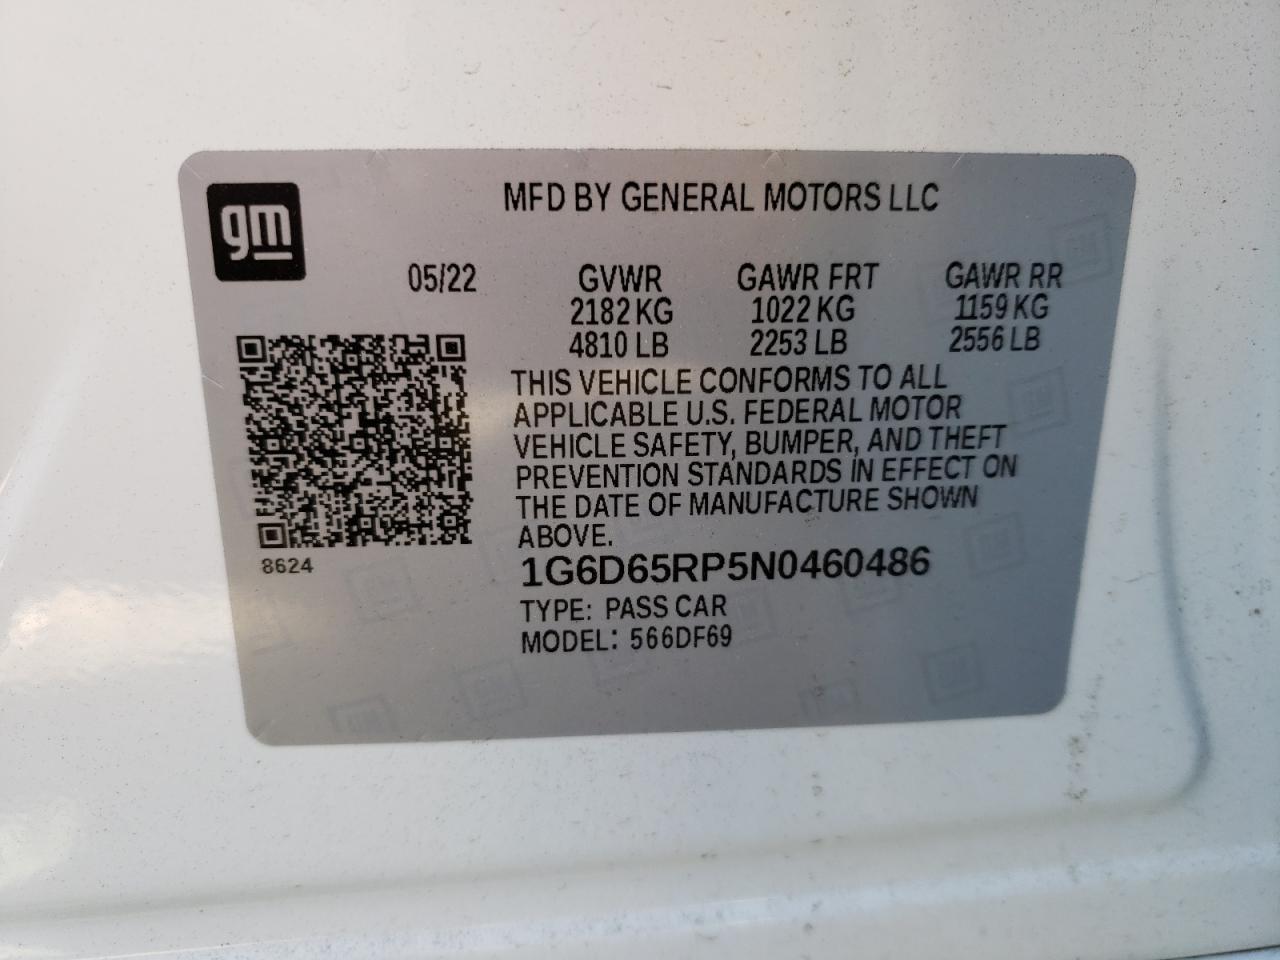 gm
MFD BY GENERAL MOTORS LLC
05/22 GVWR GAWR FRT GAWR RR
2182 KG 1022 KG 1159 KG
4810 LB 2253 LB 2556 LB
THIS VEHICLE CONFORMS TO ALL
APPLICABLE U.S. FEDERAL MOTOR
VEHICLE SAFETY, BUMPER, AND THEFT
PREVENTION STANDARDS IN EFFECT ON
THE DATE OF MANUFACTURE SHOWN
ABOVE.
8624
1G6D65RP5N0460486
TYPE: PASS CAR
MODEL: 566DF69